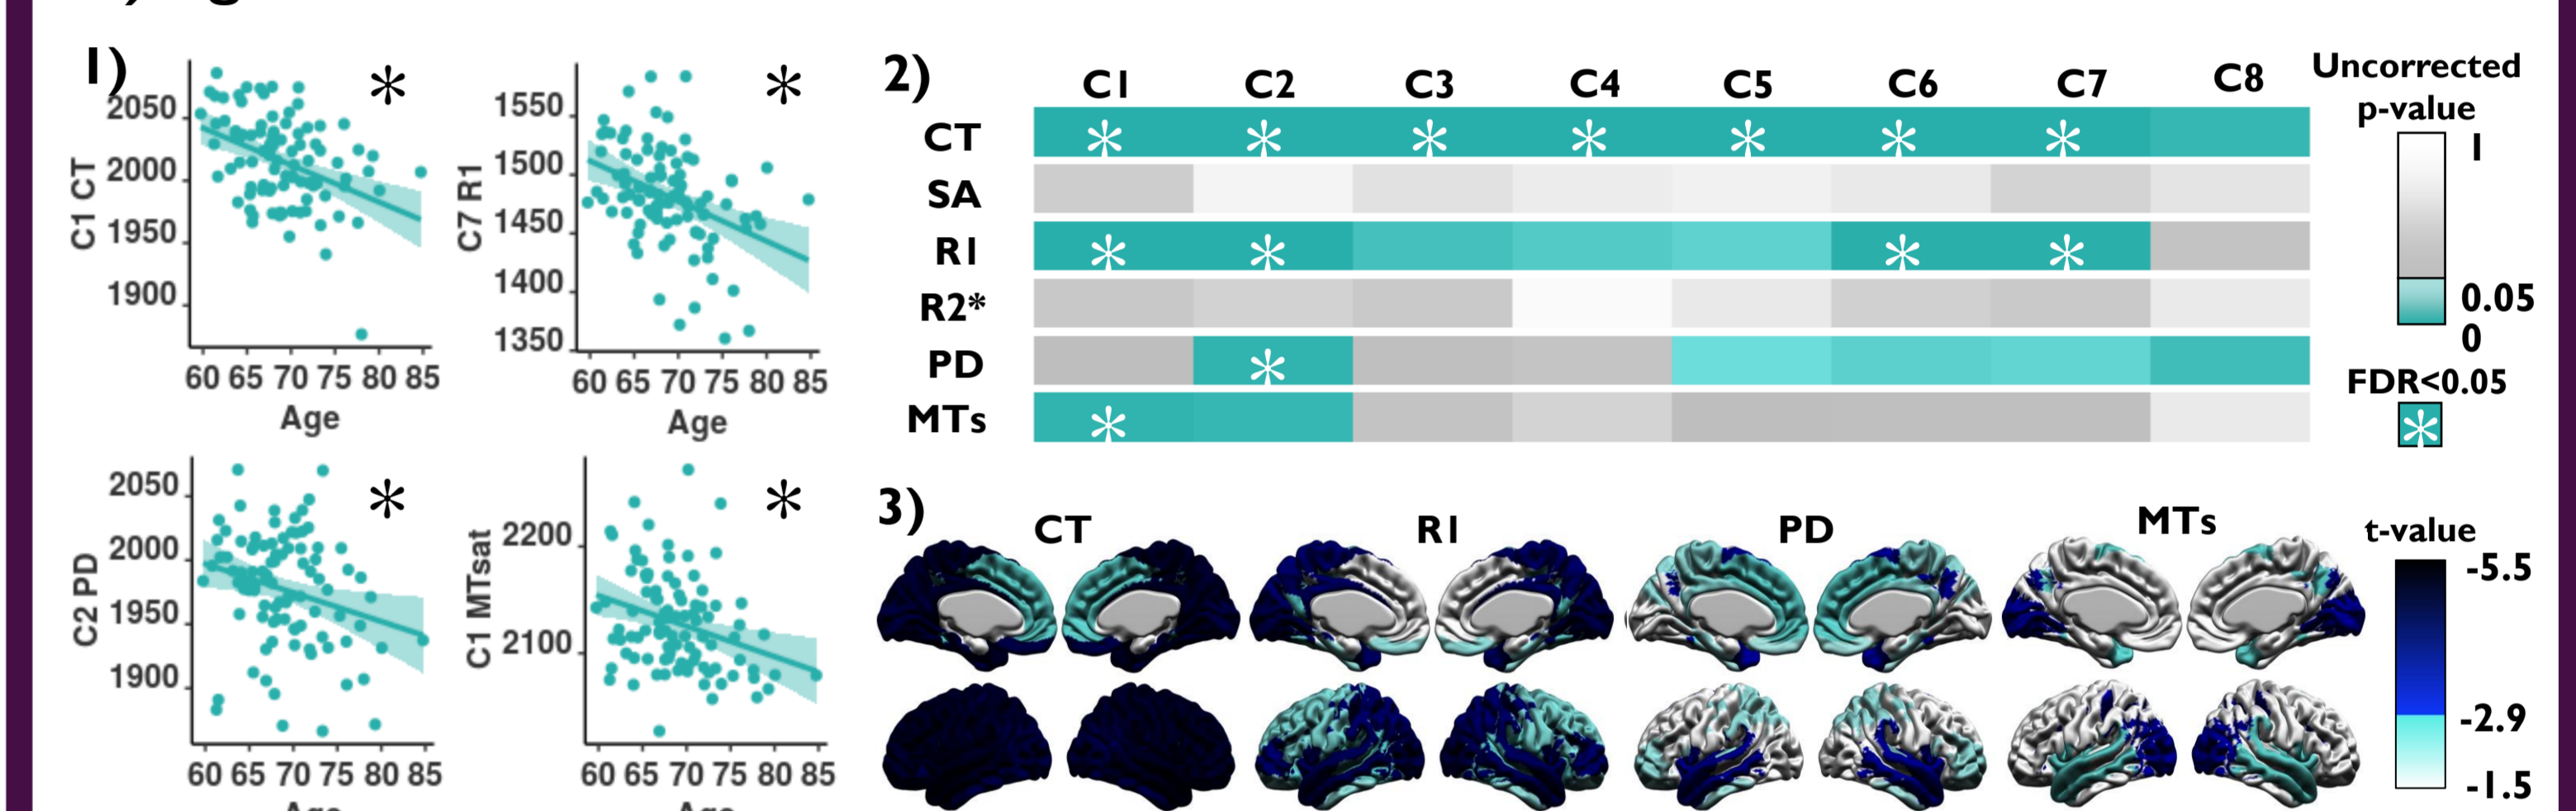 1)
*
C1 CT
2050
2000
1950
1900
60 65 70 75 80 85
Age
*
C7 R1
1550
1500
1450
1400
1350
60 65 70 75 80 85
Age
*
C2 PD
2050
2000
1950
1900
60 65 70 75 80 85
*
C1 MTsat
2200
2100
60 65 70 75 80 85
2)
C1 C2 C3 C4 C5 C6 C7 C8
CT * * * * * * *
SA
R1 * * * *
R2*
PD *
MTs *
Uncorrected
p-value
1
0.05
0
FDR<0.05
*
3)
CT R1 PD MTs
t-value
-5.5
-2.9
-1.5